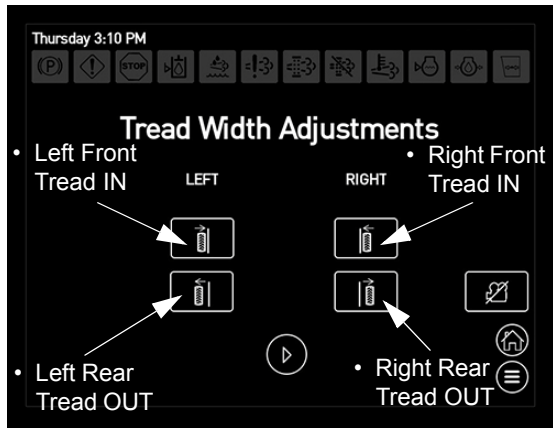 Thursday 3:10 PM
(P)
STOP
Tread Width Adjustments
• Left Front
Tread IN
• Right Front
Tread IN
LEFT
RIGHT
• Left Rear
Tread OUT
• Right Rear
Tread OUT